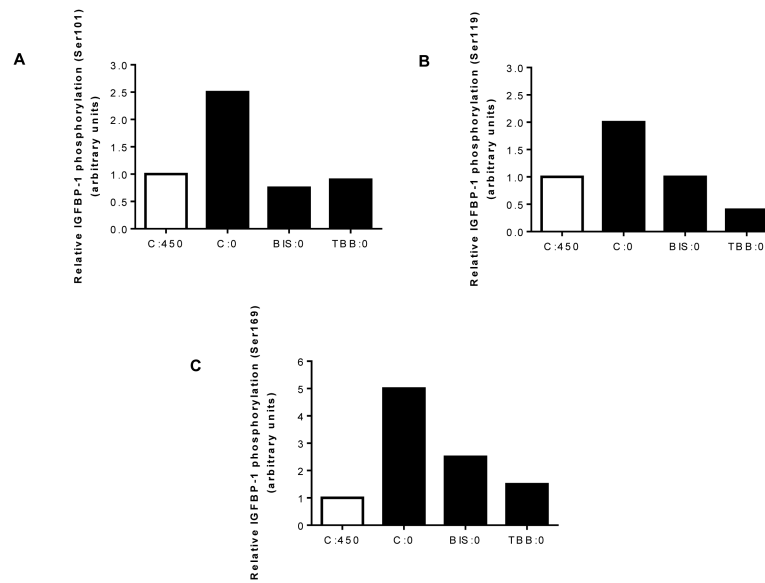 A
Relative IGFBP-1 phosphorylation (Ser101)
(arbitrary units)
3.0
2.5
2.0
1.5
1.0
0.5
0.0
C:450 C:0 BIS:0 TBB:0
B
Relative IGFBP-1 phosphorylation (Ser119)
(arbitrary units)
3.0
2.5
2.0
1.5
1.0
0.5
0.0
C:450 C:0 BIS:0 TBB:0
C
Relative IGFBP-1 phosphorylation (Ser169)
(arbitrary units)
6
5
4
3
2
1
0
C:450 C:0 BIS:0 TBB:0